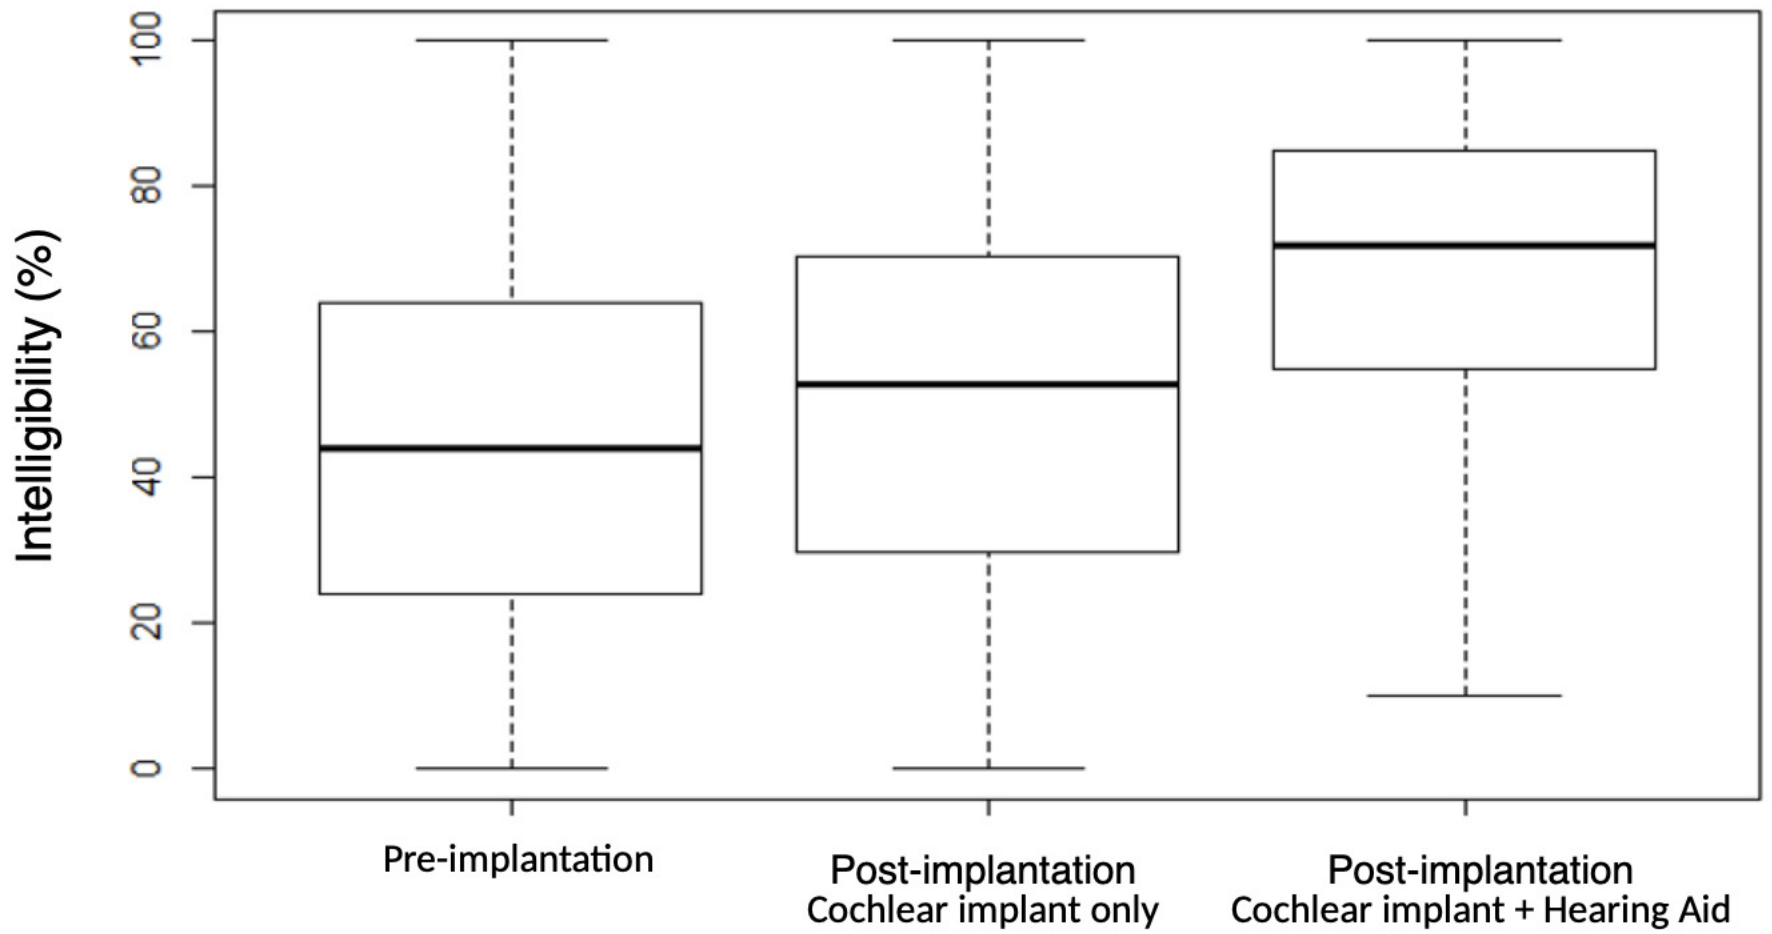 Intelligibility (%)
100
80
60
40
20
0
Pre-implantation
Post-implantation
Cochlear implant only
Post-implantation
Cochlear implant + Hearing Aid